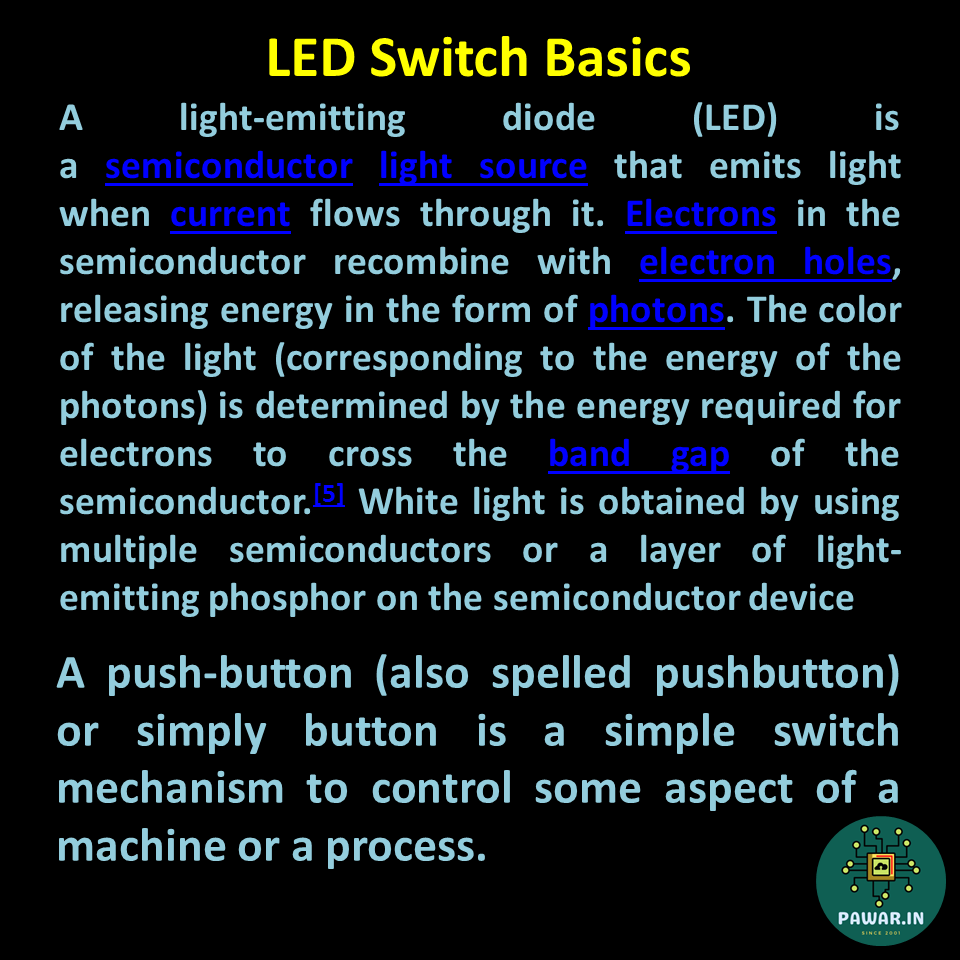 LED Switch Basics
A light-emitting diode (LED) is
a semiconductor light source that emits light
when current flows through it. Electrons in the
semiconductor recombine with electron holes,
releasing energy in the form of photons. The color
of the light (corresponding to the energy of the
photons) is determined by the energy required for
electrons to cross the band gap of the
semiconductor.[5] White light is obtained by using
multiple semiconductors or a layer of light-
emitting phosphor on the semiconductor device
A push-button (also spelled pushbutton)
or simply button is a simple switch
mechanism to control some aspect of a
machine or a process.
PAWAR.IN
SINCE 2001